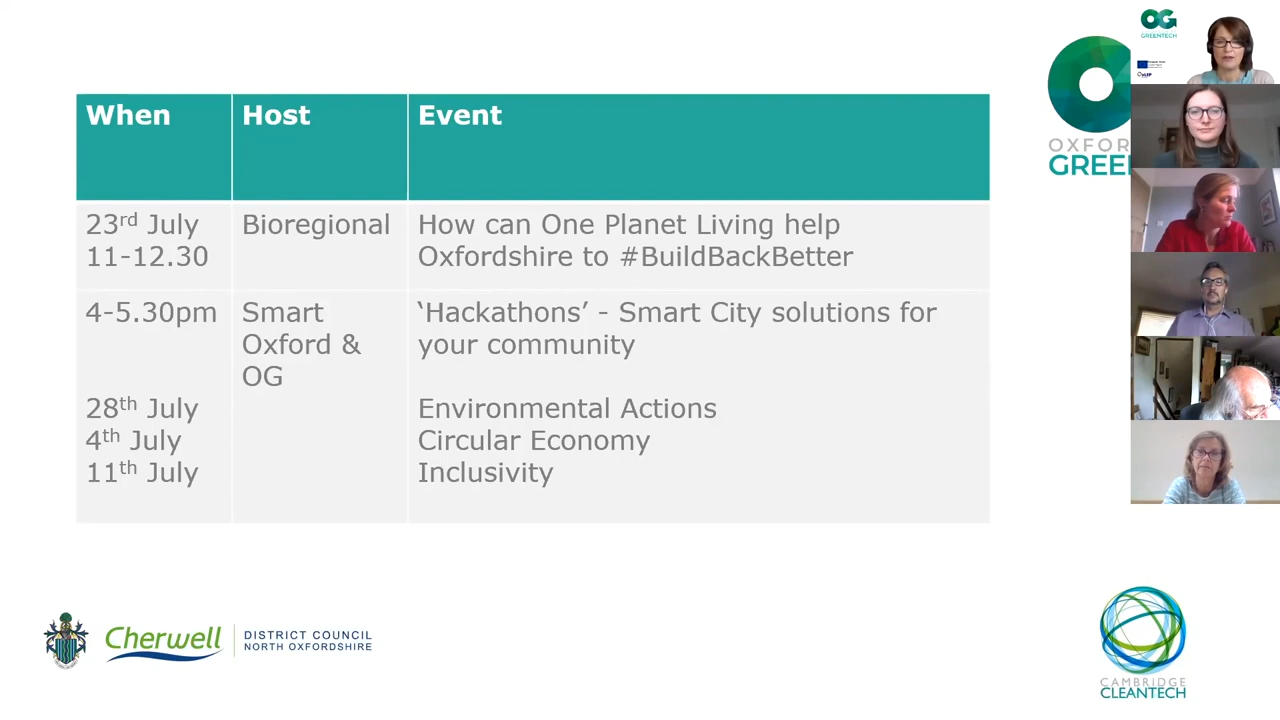 When Host Event
23rd July Bioregional How can One Planet Living help
11-12.30 Oxfordshire to #BuildBackBetter
4-5.30pm Smart ‘Hackathons’ - Smart City solutions for
Oxford & your community
OG
28th July Environmental Actions
4th July Circular Economy
11th July Inclusivity
OXFOR
GREE
OG
GREENTECH
Cherwell DISTRICT COUNCIL
NORTH OXFORDSHIRE
CAMBRIDGE
CLEANTECH